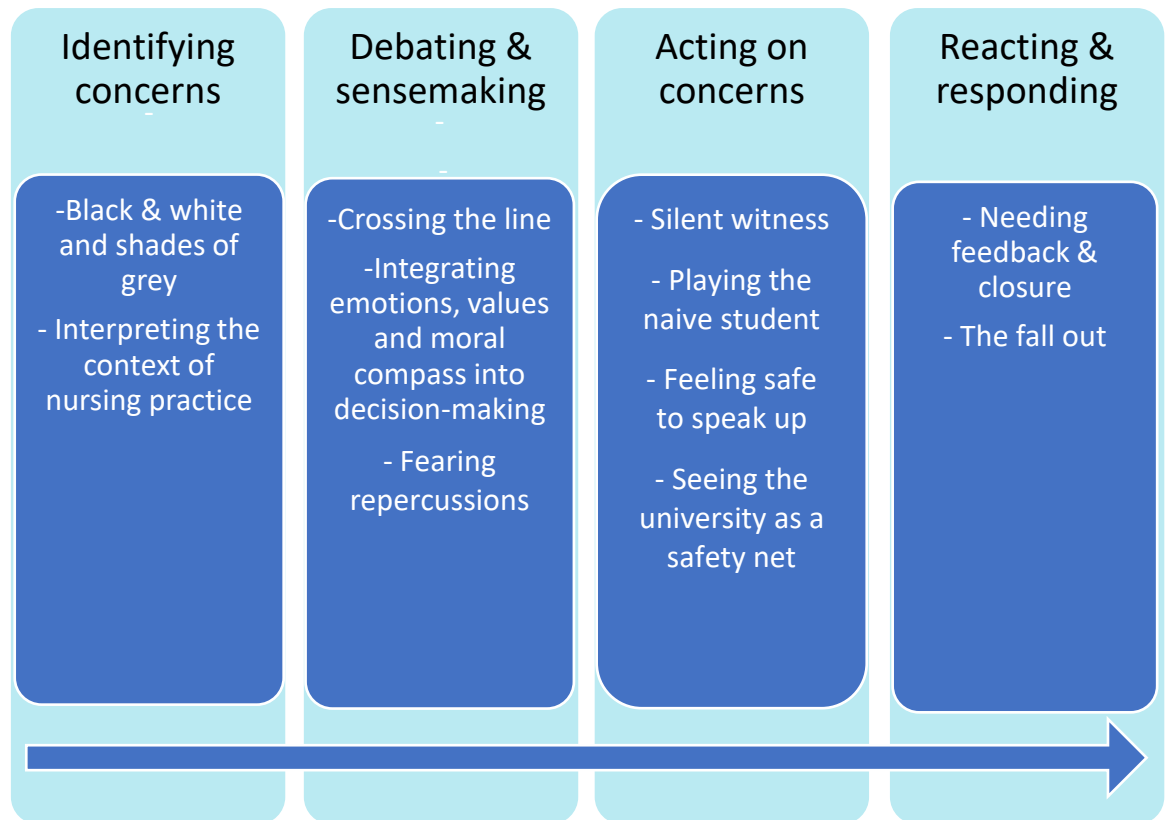 Identifying
concerns
-
-Black & white
and shades of
grey
- Interpreting the
context of
nursing practice
Debating &
sensemaking
-
-
-Crossing the line
-Integrating
emotions, values
and moral
compass into
decision-making
- Fearing
repercussions
Acting on
concerns
- Silent witness
- Playing the
naive student
- Feeling safe
to speak up
- Seeing the
university as a
safety net
Reacting &
responding
- Needing
feedback &
closure
- The fall out